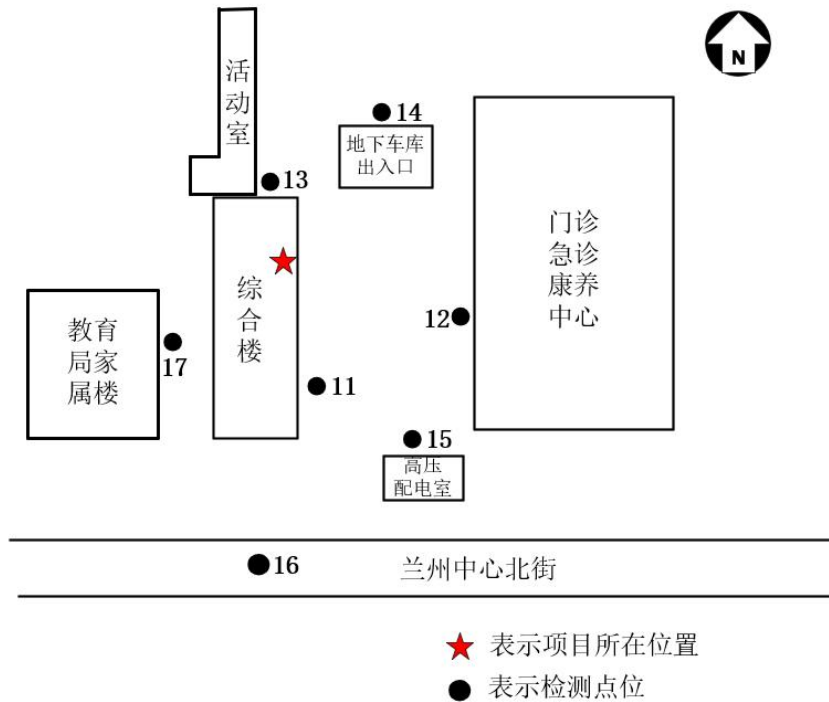 N
活
动
室
14
地下车库
出入口
13
门诊
急诊
康养
中心
综
合
楼
12
教育
局家
属楼
17
11
15
高压
配电室
16
兰州中心北街
表示项目所在位置
表示检测点位